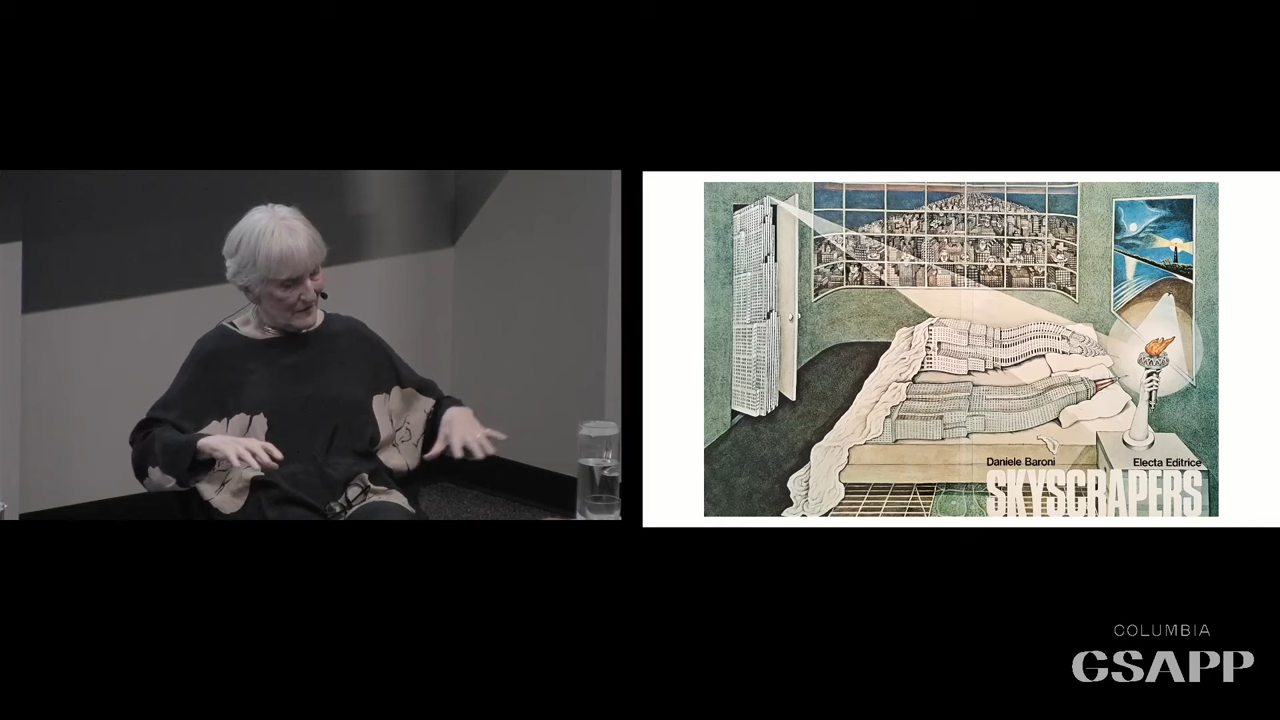 Daniele Baroni
Electa Editrice
SKYSCRAPERS
COLUMBIA
GSAPP